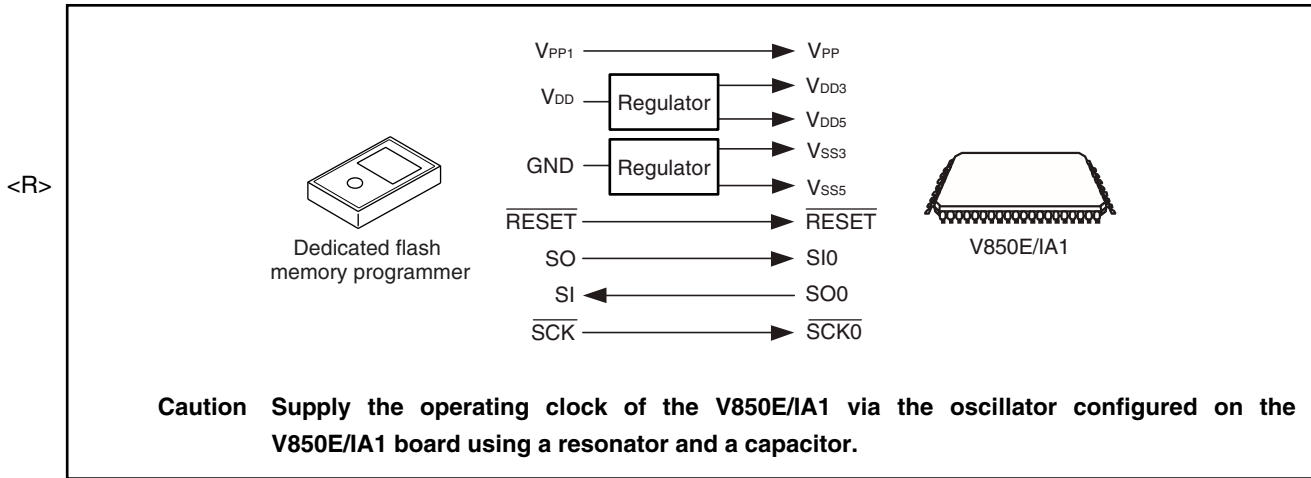 VPP1 VPP
VDD Regulator VDD3
VDD5
GND Regulator VSS3
VSS5
<R>
RESET RESET
Dedicated flash
memory programmer
V850E/IA1
SO SI0
SI SO0
SCK SCK0
Caution Supply the operating clock of the V850E/IA1 via the oscillator configured on the
V850E/IA1 board using a resonator and a capacitor.